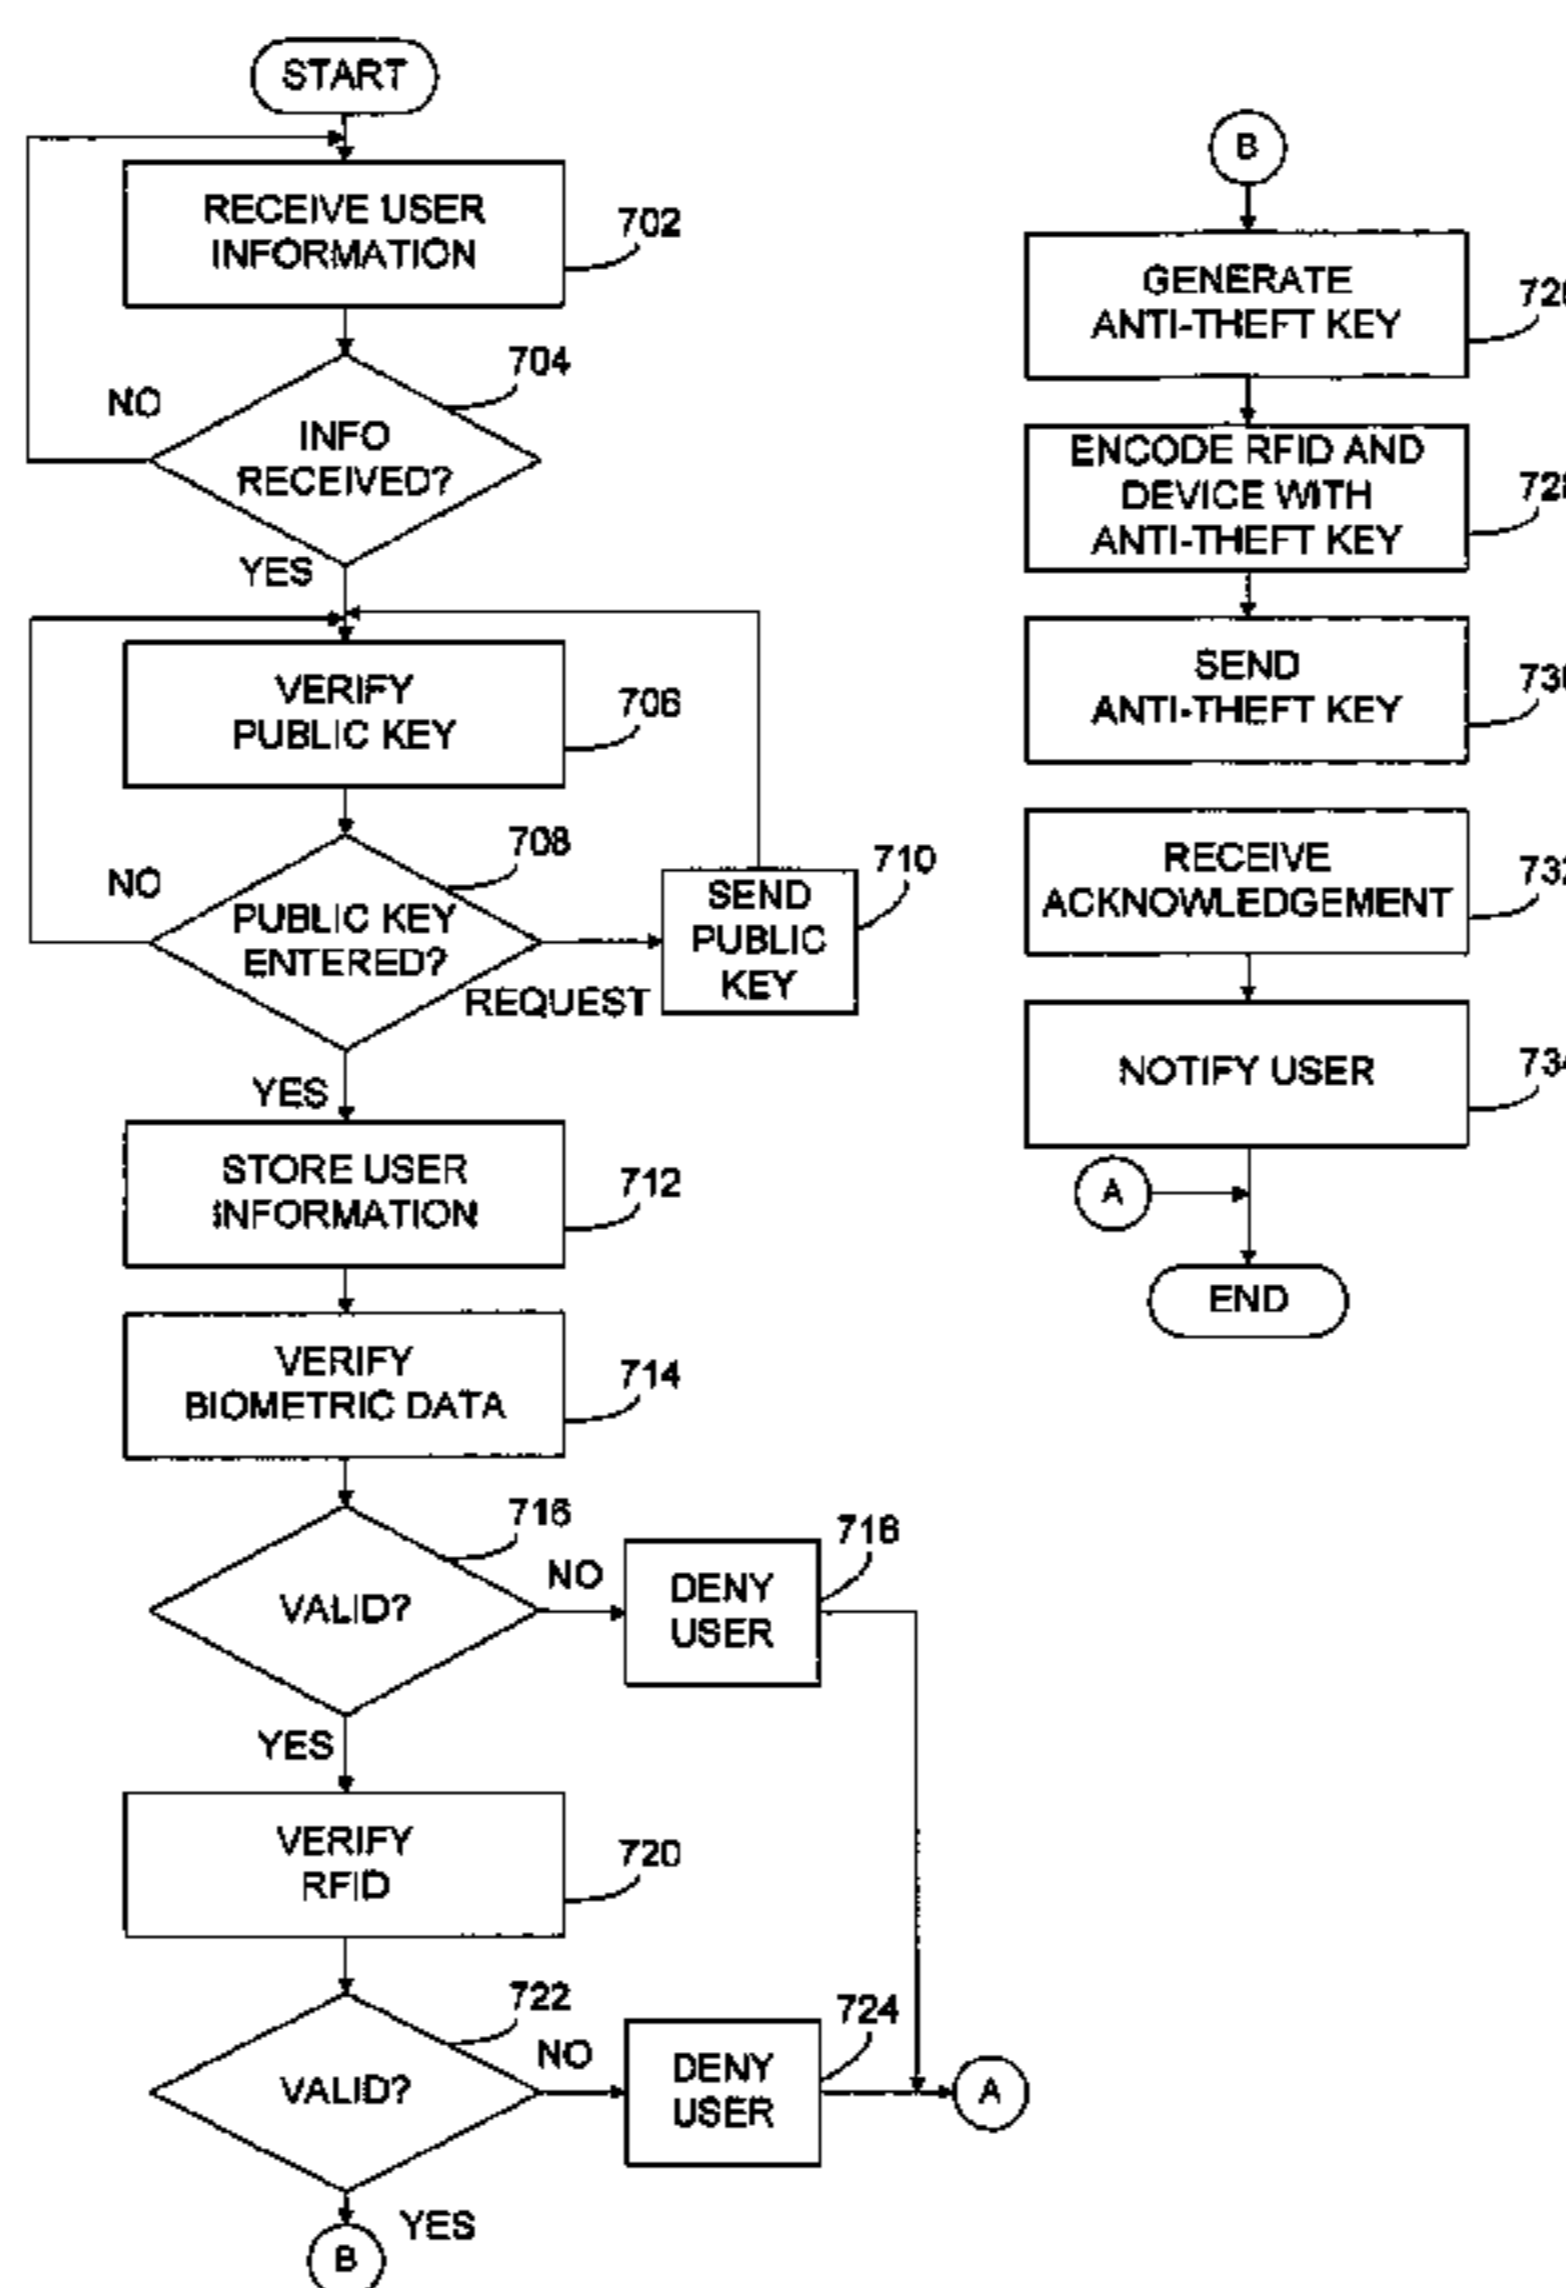 START
RECEIVE USER
INFORMATION
702
704
NO
INFO
RECEIVED?
YES
VERIFY
PUBLIC KEY
706
708
NO
PUBLIC KEY
ENTERED?
REQUEST
710
SEND
PUBLIC
KEY
YES
STORE USER
INFORMATION
712
VERIFY
BIOMETRIC DATA
714
716
VALID?
NO
DENY
USER
718
YES
VERIFY
RFID
720
722
VALID?
NO
DENY
USER
724
A
YES
B
B
GENERATE
ANTI-THEFT KEY
ENCODE RFID AND
DEVICE WITH
ANTI-THEFT KEY
SEND
ANTI-THEFT KEY
RECEIVE
ACKNOWLEDGEMENT
NOTIFY USER
A
END